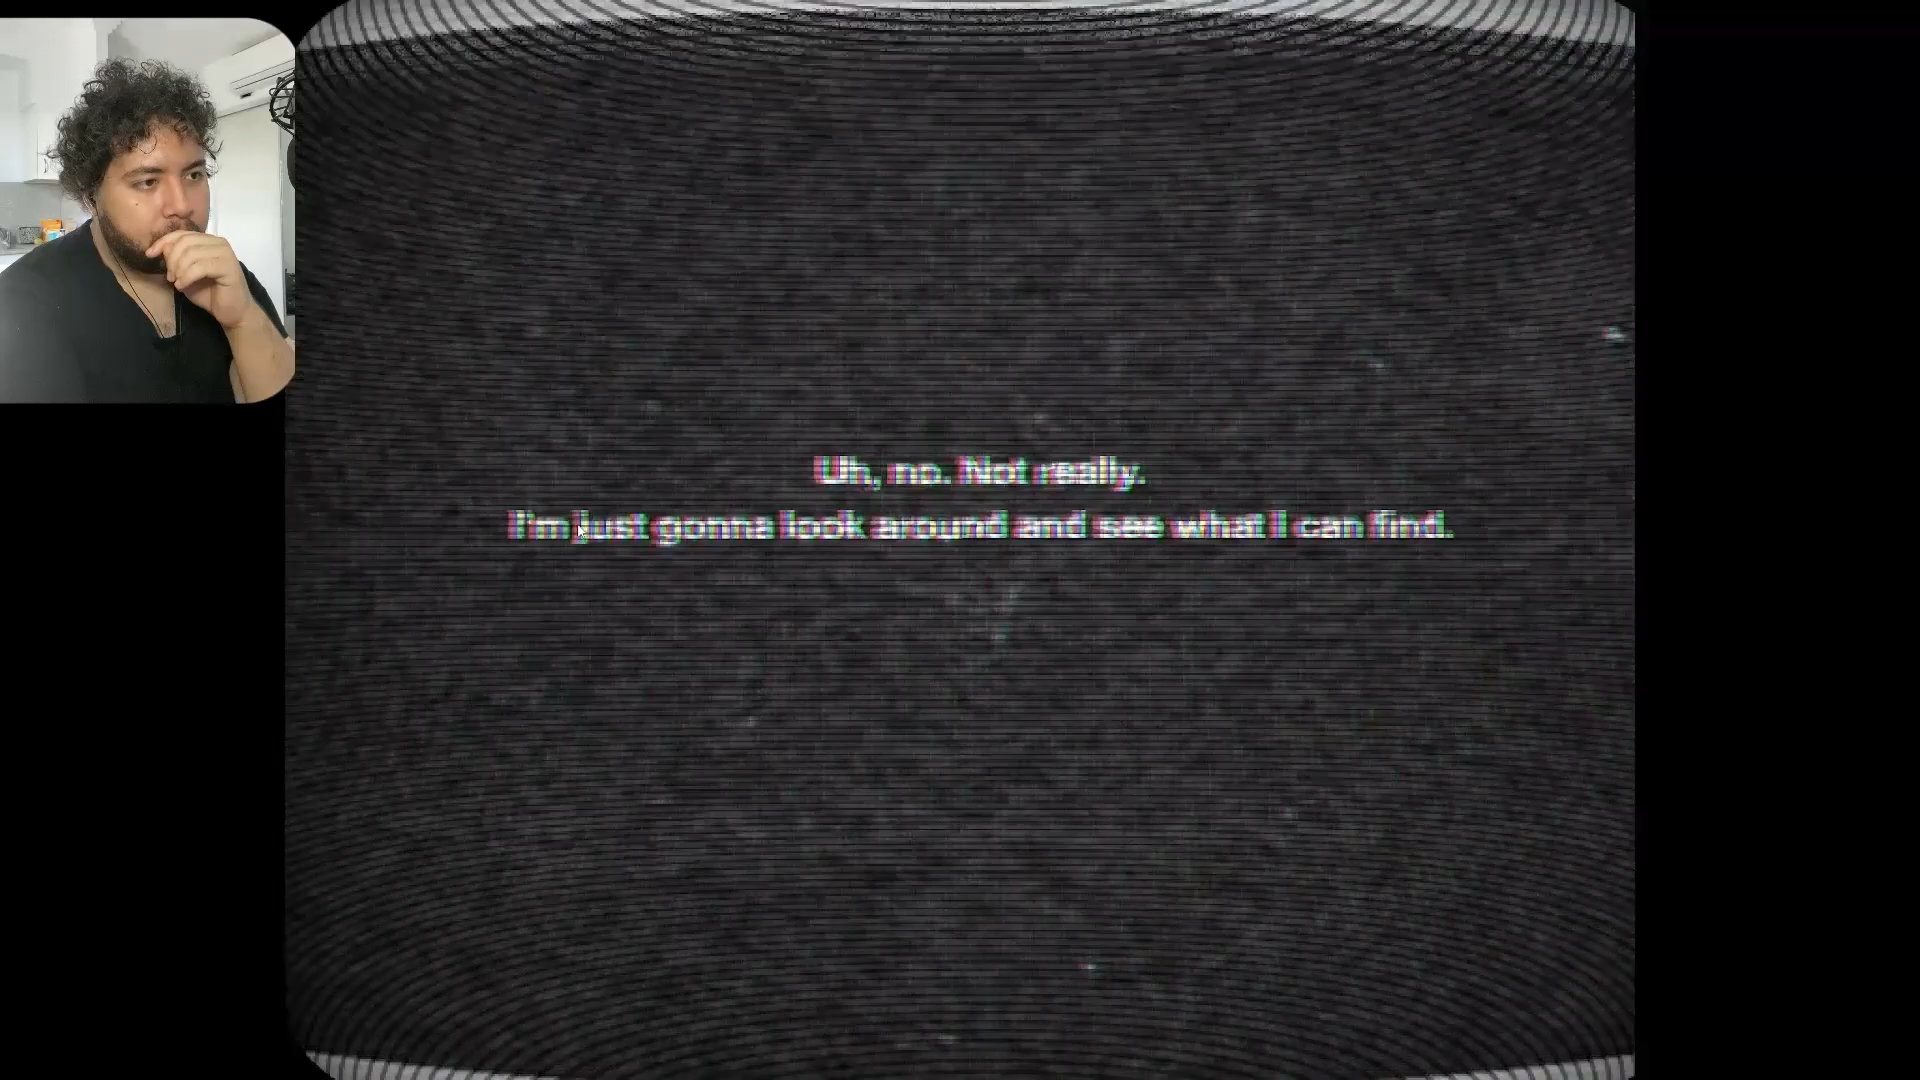 Uh, no. Not really.
I'm just gonna look around and see what I can find.